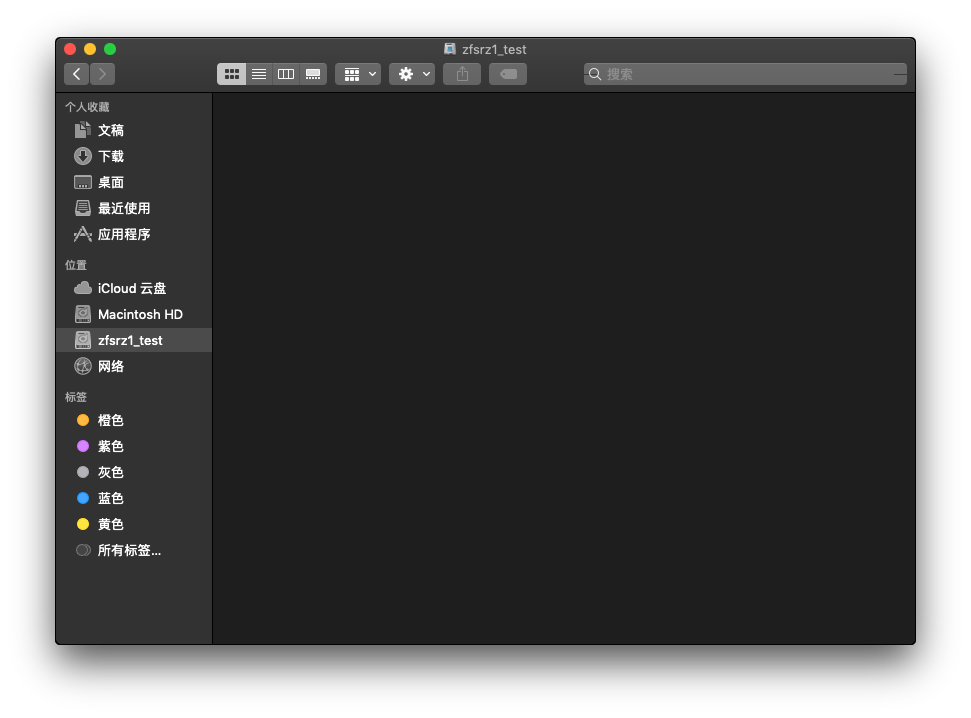 zfsrz1_test
搜索
个人收藏
文稿
下载
桌面
最近使用
应用程序
位置
iCloud 云盘
Macintosh HD
zfsrz1_test
网络
标签
橙色
紫色
灰色
蓝色
黄色
所有标签...